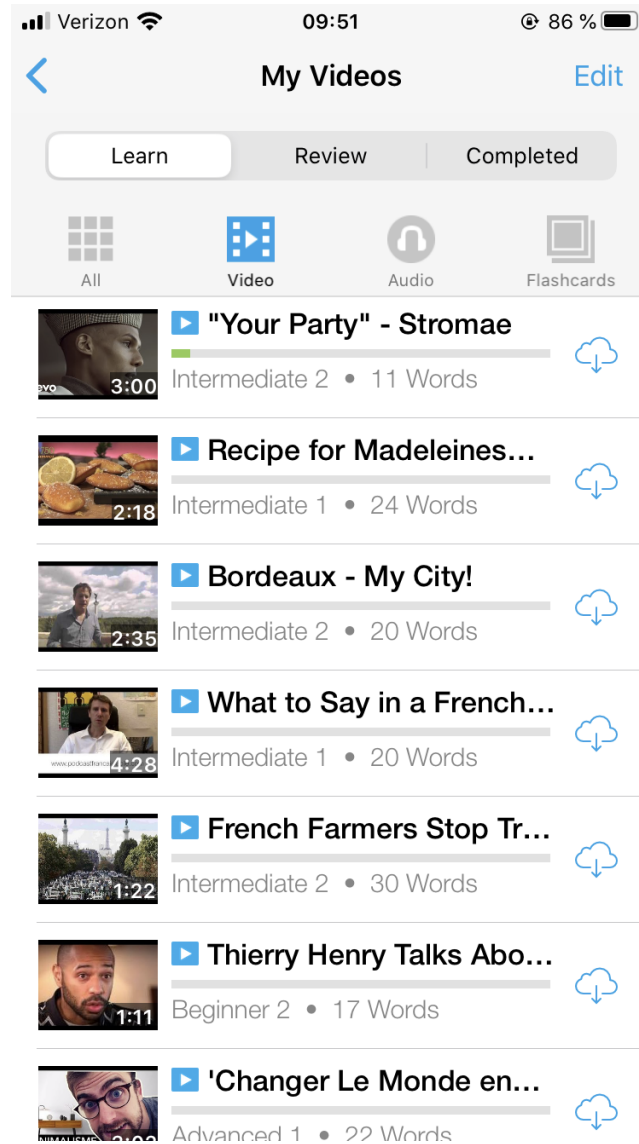 Verizon 09:51 86 %
My Videos Edit
Learn Review Completed
All Video Audio Flashcards
"Your Party" - Stromae
evo 3:00
Intermediate 2 • 11 Words
Recipe for Madeleines...
2:18
Intermediate 1 • 24 Words
Bordeaux - My City!
2:35
Intermediate 2 • 20 Words
What to Say in a French...
4:28
Intermediate 1 • 20 Words
French Farmers Stop Tr...
1:22
Intermediate 2 • 30 Words
Thierry Henry Talks Abo...
1:11
Beginner 2 • 17 Words
'Changer Le Monde en...
NIMALISME 3:02
Advanced 1 • 22 Words